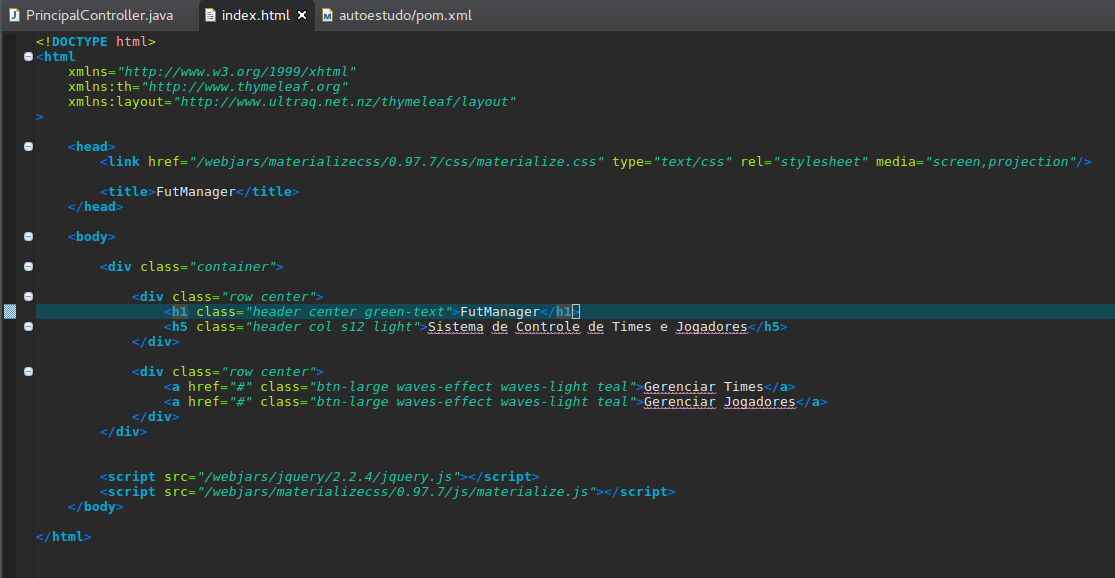 PrincipalController.java index.html autoestudo/pom.xml
<!DOCTYPE html>
<html
xmlns="http://www.w3.org/1999/xhtml"
xmlns:th="http://www.thymeleaf.org"
xmlns:layout="http://www.ultraq.net.nz/thymeleaf/layout"
>
<head>
<link href="/webjars/materializecss/0.97.7/css/materialize.css" type="text/css" rel="stylesheet" media="screen,projection"/>
<title>FutManager</title>
</head>
<body>
<div class="container">
<div class="row center">
<h1 class="header center green-text">FutManager</h1>
<h5 class="header col s12 light">Sistema de Controle de Times e Jogadores</h5>
</div>
<div class="row center">
<a href="#" class="btn-large waves-effect waves-light teal">Gerenciar Times</a>
<a href="#" class="btn-large waves-effect waves-light teal">Gerenciar Jogadores</a>
</div>
</div>
<script src="/webjars/jquery/2.2.4/jquery.js"></script>
<script src="/webjars/materializecss/0.97.7/js/materialize.js"></script>
</body>
</html>